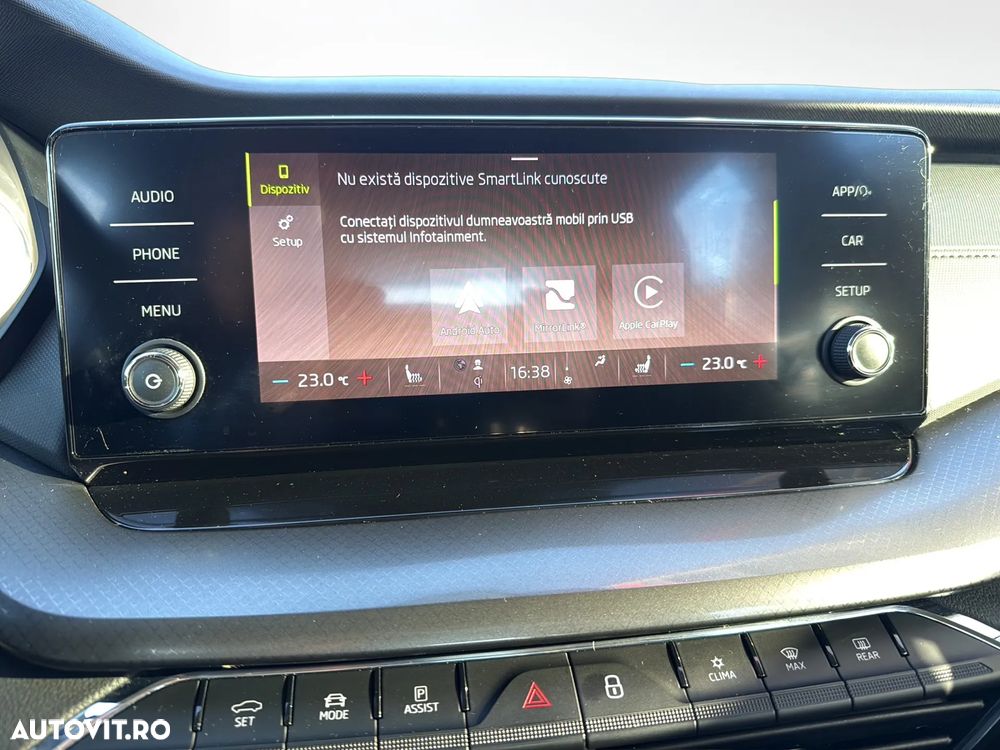 AUDIO
PHONE
MENU
Dispozitiv
Setup
Nu există dispozitive SmartLink cunoscute
Conectați dispozitivul dumneavoastră mobil prin USB
cu sistemul Infotainment.
Android Auto
MirrorLink®
Apple CarPlay
23.0 °C
16:38
23.0 °C
APP/
CAR
SETUP
SET
MODE
P
ASSIST
CLIMA
MAX
REAR
AUTOVIT.RO